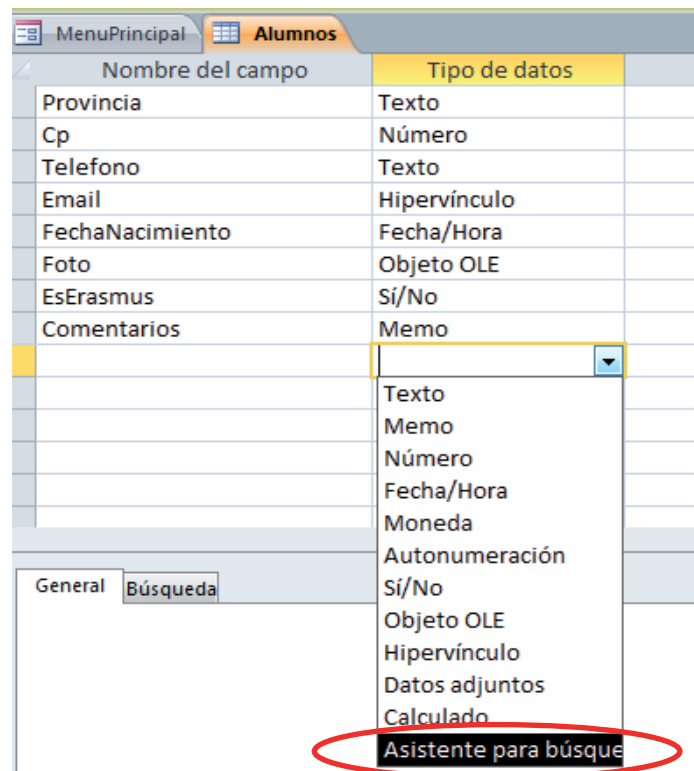 MenuPrincipal Alumnos
Nombre del campo Tipo de datos
Provincia Texto
Cp Número
Telefono Texto
Email Hipervínculo
FechaNacimiento Fecha/Hora
Foto Objeto OLE
EsErasmus Sí/No
Comentarios Memo
Texto
Memo
Número
Fecha/Hora
Moneda
Autonumeración
General Búsqueda Sí/No
Objeto OLE
Hipervínculo
Datos adjuntos
Calculado
Asistente para búsque